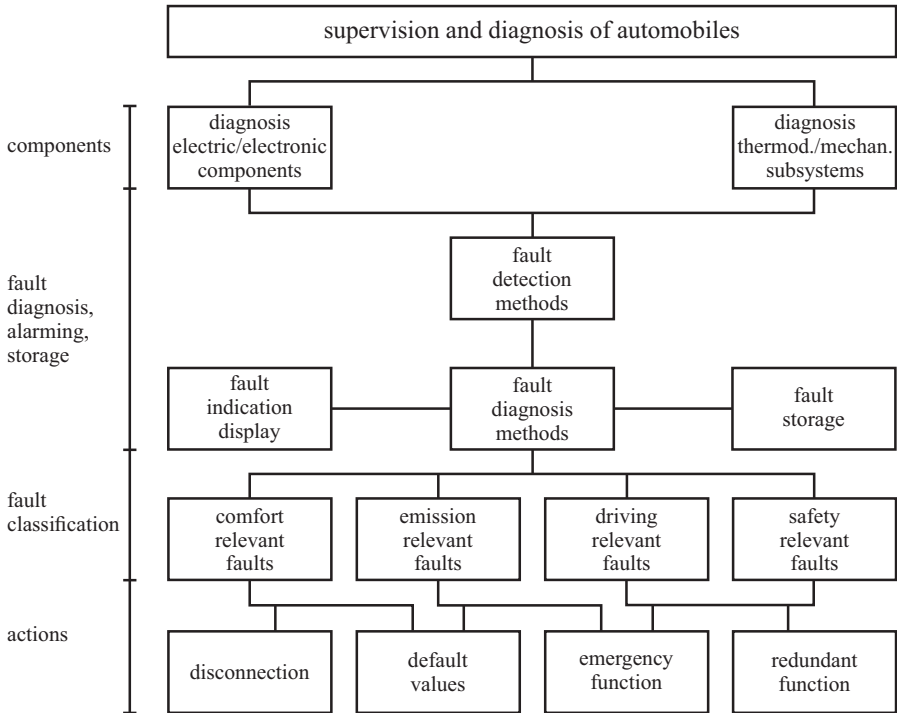 supervision and diagnosis of automobiles
components
diagnosis
electric/electronic
components
diagnosis
thermod./mechan.
subsystems
fault
diagnosis,
alarming,
storage
fault
detection
methods
fault
indication
display
fault
diagnosis
methods
fault
storage
fault
classification
comfort
relevant
faults
emission
relevant
faults
driving
relevant
faults
safety
relevant
faults
actions
disconnection
default
values
emergency
function
redundant
function